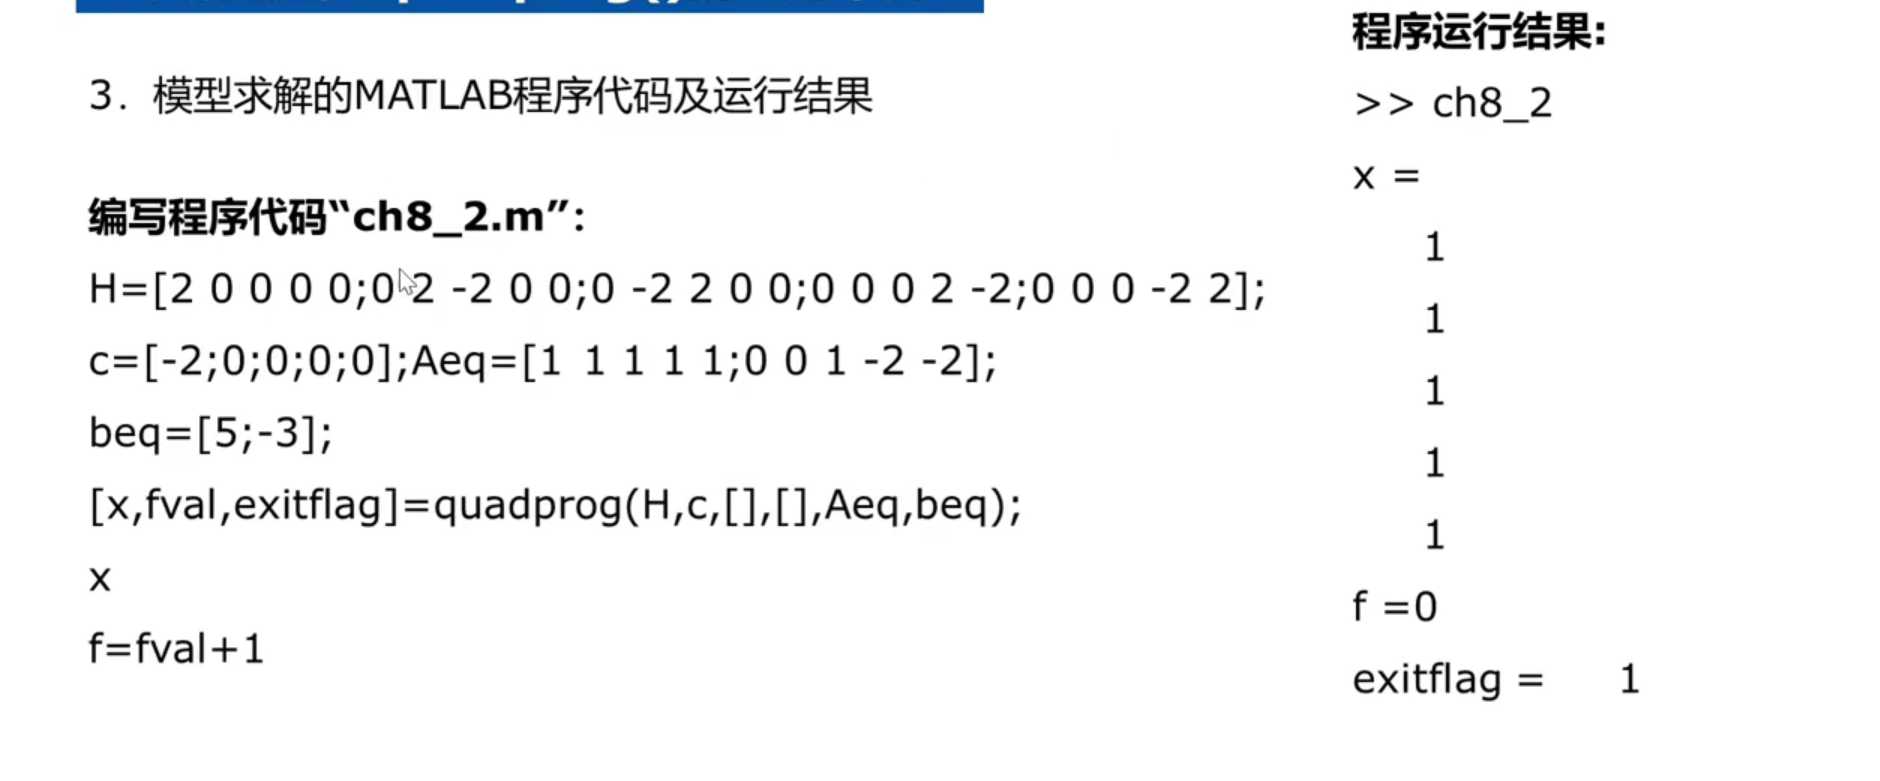 3. 模型求解的MATLAB程序代码及运行结果
编写程序代码“ch8_2.m”:
H=[2 0 0 0 0;0 2 -2 0 0;0 -2 2 0 0;0 0 0 2 -2;0 0 0 -2 2];
c=[-2;0;0;0;0];Aeq=[1 1 1 1 1;0 0 1 -2 -2];
beq=[5;-3];
[x,fval,exitflag]=quadprog(H,c,[],[],Aeq,beq);
x
f=fval+1
程序运行结果:
>> ch8_2
x =
1
1
1
1
1
f =0
exitflag = 1